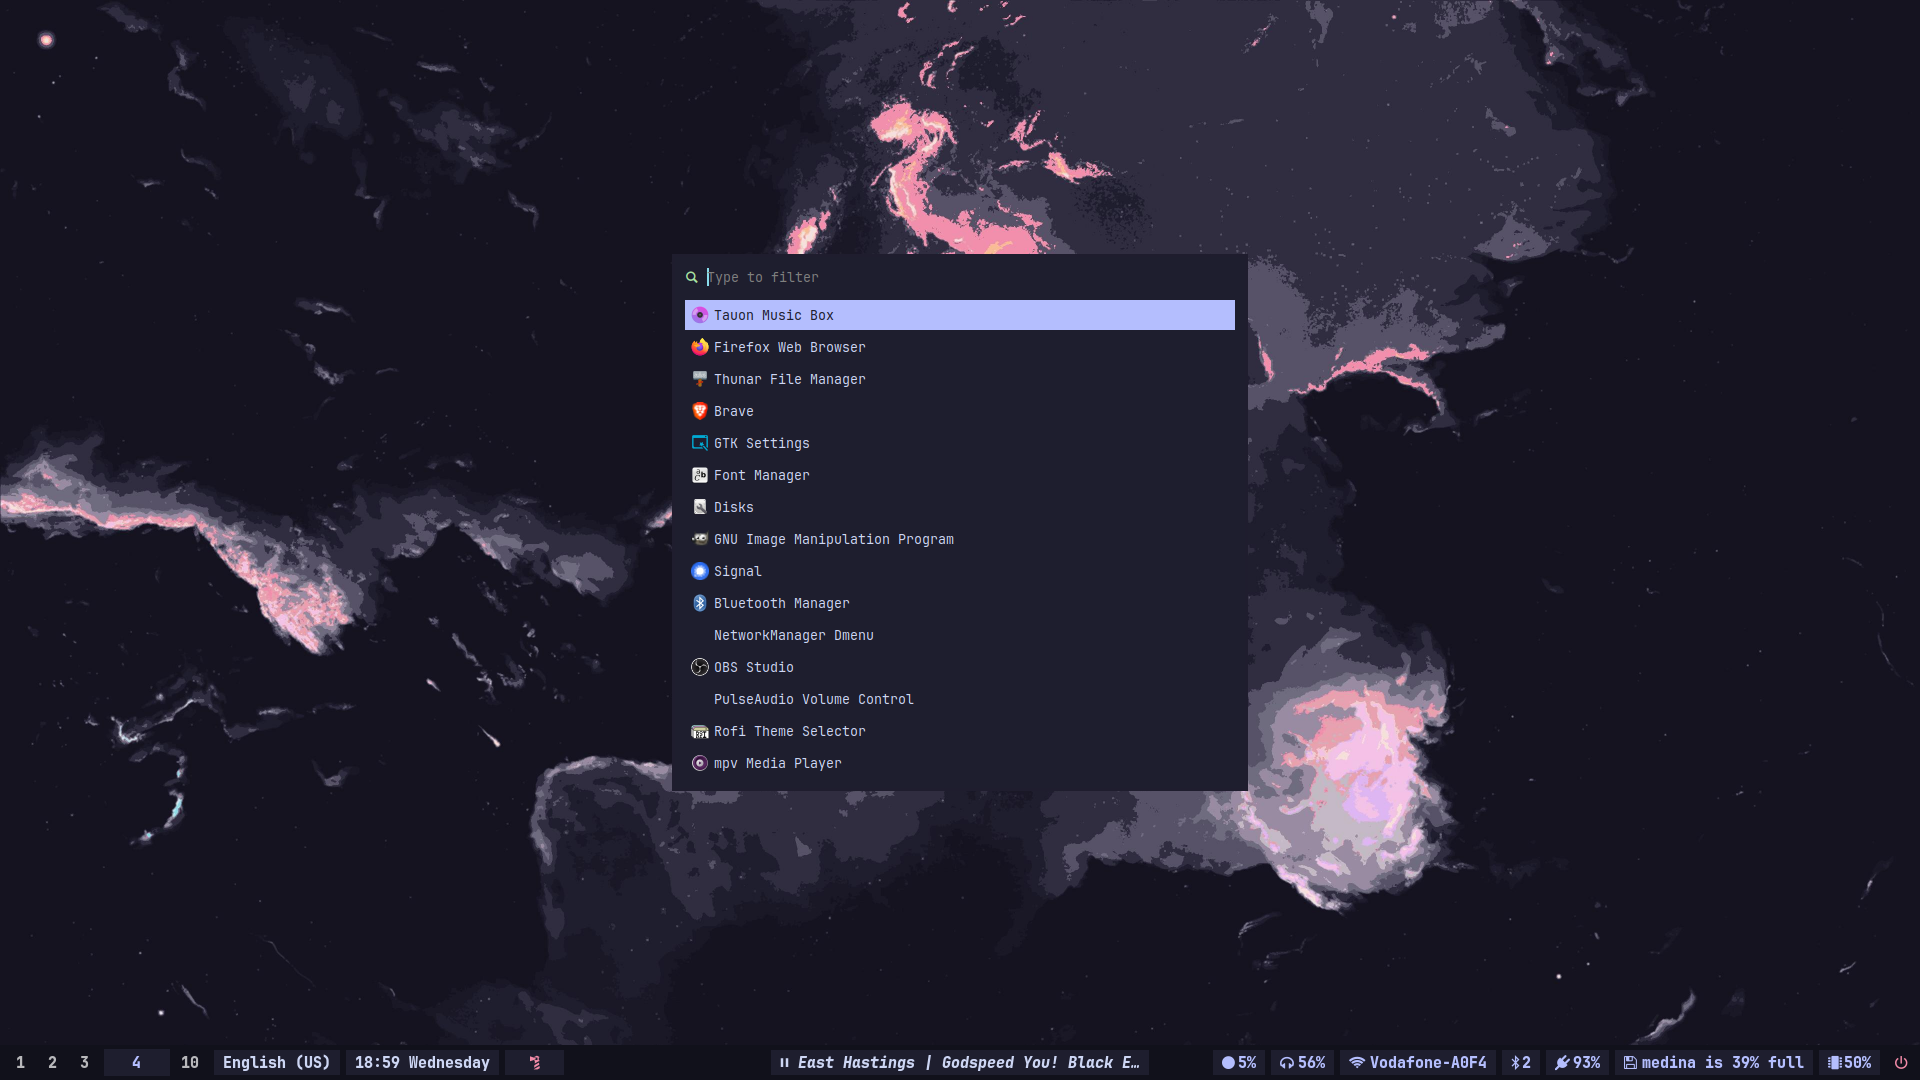 Type to filter
Tauon Music Box
Firefox Web Browser
Thunar File Manager
Brave
GTK Settings
Font Manager
Disks
GNU Image Manipulation Program
Signal
Bluetooth Manager
NetworkManager Dmenu
OBS Studio
PulseAudio Volume Control
Rofi Theme Selector
mpv Media Player
1 2 3 4 10 English (US) 18:59 Wednesday East Hastings | Godspeed You! Black E… 5% 56% Vodafone-A0F4 2 93% medina is 39% full 50%